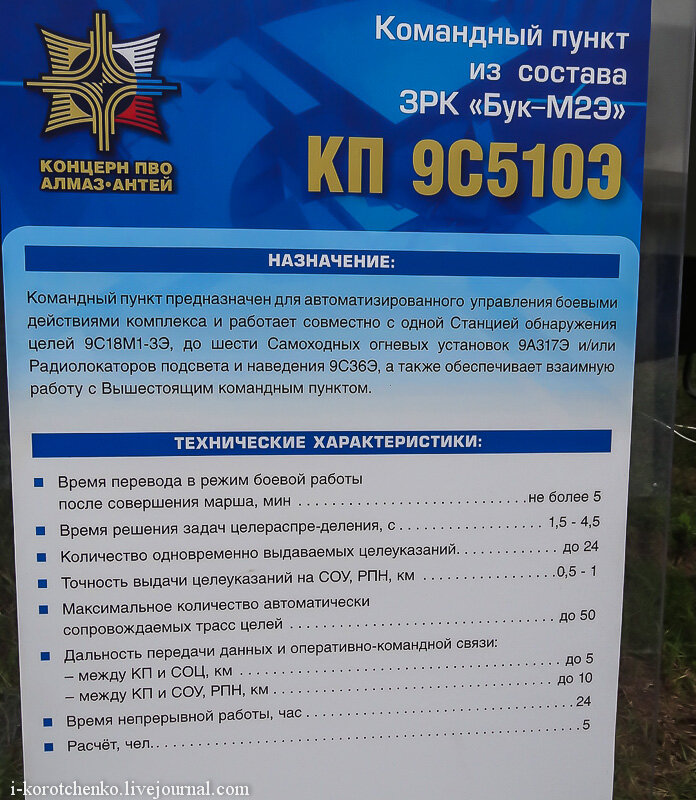 Командный пункт
из состава
ЗРК «Бук-М2Э»
КП 9С510Э
КОНЦЕРН ПВО
АЛМАЗ•АНТЕЙ
НАЗНАЧЕНИЕ:
Командный пункт предназначен для автоматизированного управления боевыми
действиями комплекса и работает совместно с одной Станцией обнаружения
целей 9С18М1-3Э, до шести Самоходных огневых установок 9А317Э и/или
Радиолокаторов подсвета и наведения 9С36Э, а также обеспечивает взаимную
работу с Вышестоящим командным пунктом.
ТЕХНИЧЕСКИЕ ХАРАКТЕРИСТИКИ:
Время перевода в режим боевой работы
после совершения марша, мин . . . . . . . . . . . . . . . . . . . . . . . . . . . не более 5
Время решения задач целераспре-деления, с . . . . . . . . . . . . . . . . . 1,5 - 4,5
Количество одновременно выдаваемых целеуказаний. . . . . . . . . . . . до 24
Точность выдачи целеуказаний на СОУ, РПН, км . . . . . . . . . . . . . . . .0,5 - 1
Максимальное количество автоматически
сопровождаемых трасс целей . . . . . . . . . . . . . . . . . . . . . . . . . . . . . . до 50
Дальность передачи данных и оперативно-командной связи:
– между КП и СОЦ, км . . . . . . . . . . . . . . . . . . . . . . . . . . . . . . . . . . . . до 5
– между КП и СОУ, РПН, км . . . . . . . . . . . . . . . . . . . . . . . . . . . . . . . до 10
Время непрерывной работы, час . . . . . . . . . . . . . . . . . . . . . . . . . . . . . 24
Расчёт, чел. . . . . . . . . . . . . . . . . . . . . . . . . . . . . . . . . . . . . . . . . . . . . . . 5
i-korotchenko.livejournal.com